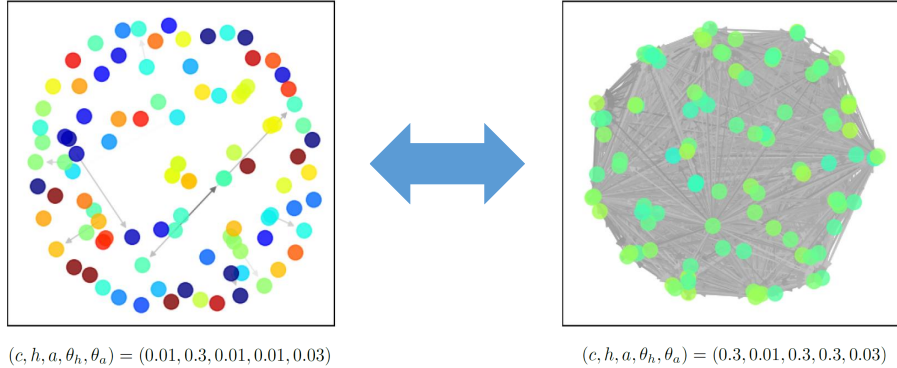 (c, h, a, θ_h, θ_a) = (0.01, 0.3, 0.01, 0.01, 0.03)
(c, h, a, θ_h, θ_a) = (0.3, 0.01, 0.3, 0.3, 0.03)